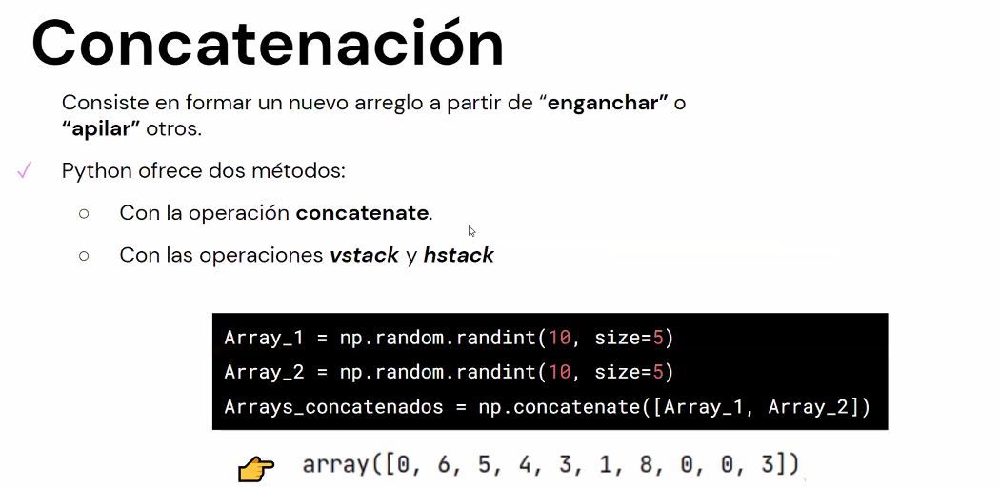 Concatenación
Consiste en formar un nuevo arreglo a partir de “enganchar” o
“apilar” otros.
✓ Python ofrece dos métodos:
○ Con la operación concatenate.
○ Con las operaciones vstack y hstack
Array_1 = np.random.randint(10, size=5)
Array_2 = np.random.randint(10, size=5)
Arrays_concatenados = np.concatenate([Array_1, Array_2])
array([0, 6, 5, 4, 3, 1, 8, 0, 0, 3])